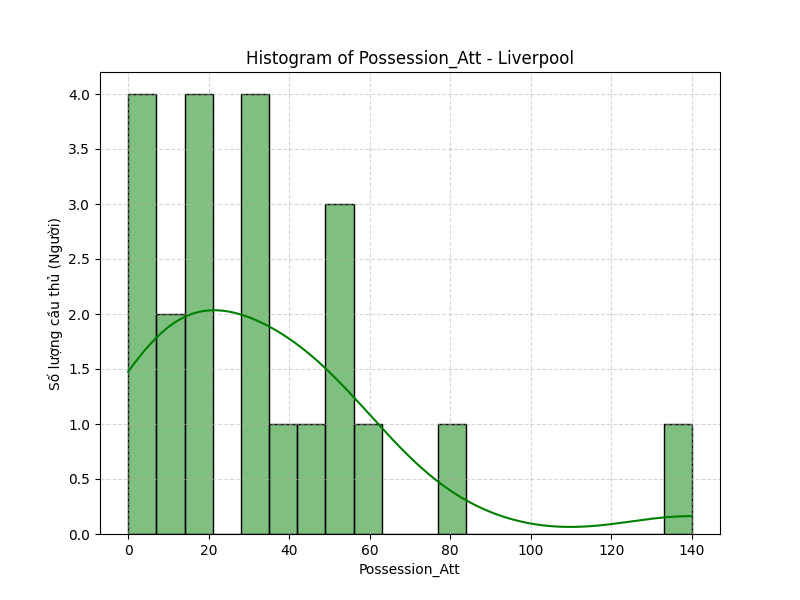 Histogram of Possession_Att - Liverpool
Số lượng cầu thủ (Người)
4.0
3.5
3.0
2.5
2.0
1.5
1.0
0.5
0.0
0 20 40 60 80 100 120 140
Possession_Att